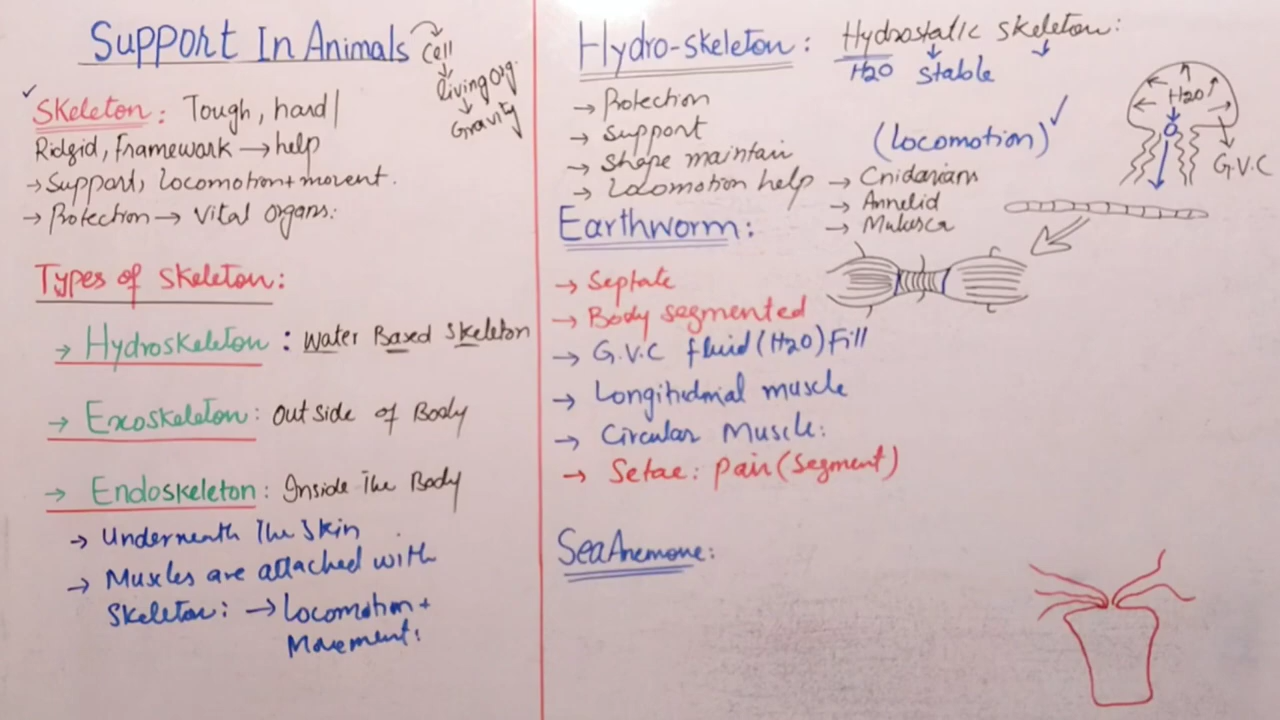 Support In Animals
Cell
Living Org.
Gravity
Skeleton: Tough, hard/
Ridgid, framework → help
→ Support, locomotion + movent.
→ Protection → Vital organs:
Types of Skeleton:
→ Hydroskeleton: Water Based Skeleton
→ Exoskeleton: Out side of Body
→ Endoskeleton: Inside The Body
→ Underneath The Skin
→ Muscles are attached with
Skeleton: → Locomotion +
Movement:
Hydro-skeleton: Hydrostatic skeleton:
H2O stable
→ Protection
→ support
→ shape maintain
→ Locomotion help
(locomotion)
→ Cnidarians
→ Annelid
→ Mulusca
H2O
G.V.C
Earthworm:
→ Septate
→ Body segmented
→ G.V.C fluid (H2O) Fill
→ Longitudinal muscle
→ Circular Muscle:
→ Setae: pair (Segment)
Sea Anemone: